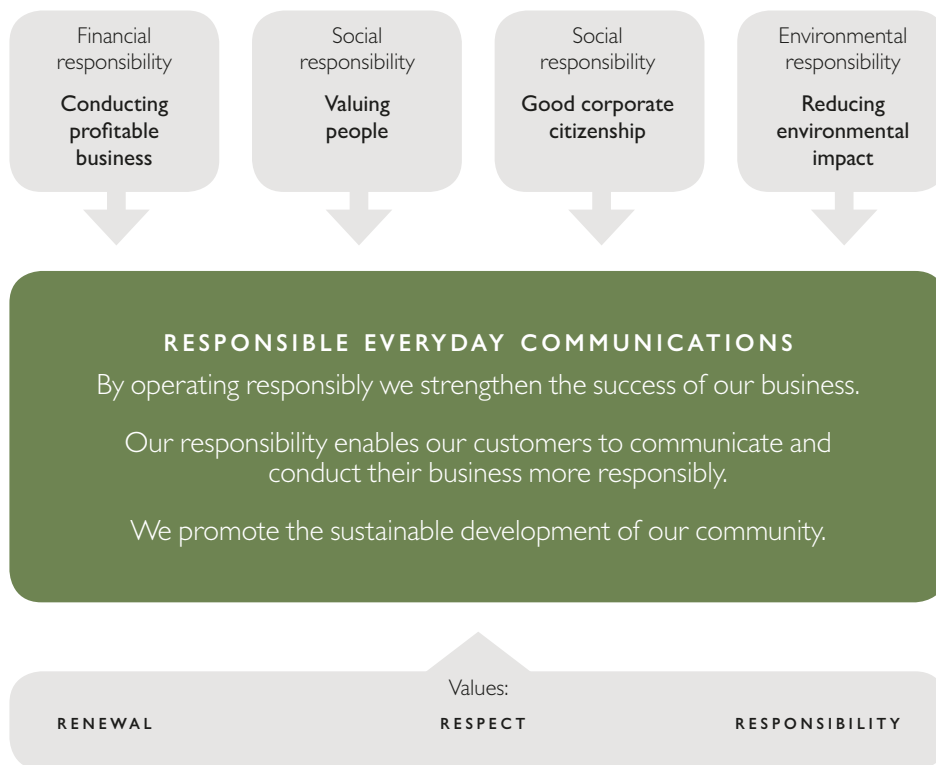 Financial
responsibility
Conducting
profitable
business
Social
responsibility
Valuing
people
Social
responsibility
Good corporate
citizenship
Environmental
responsibility
Reducing
environmental
impact
RESPONSIBLE EVERYDAY COMMUNICATIONS
By operating responsibly we strengthen the success of our business.
Our responsibility enables our customers to communicate and
conduct their business more responsibly.
We promote the sustainable development of our community.
Values:
RENEWAL RESPECT RESPONSIBILITY